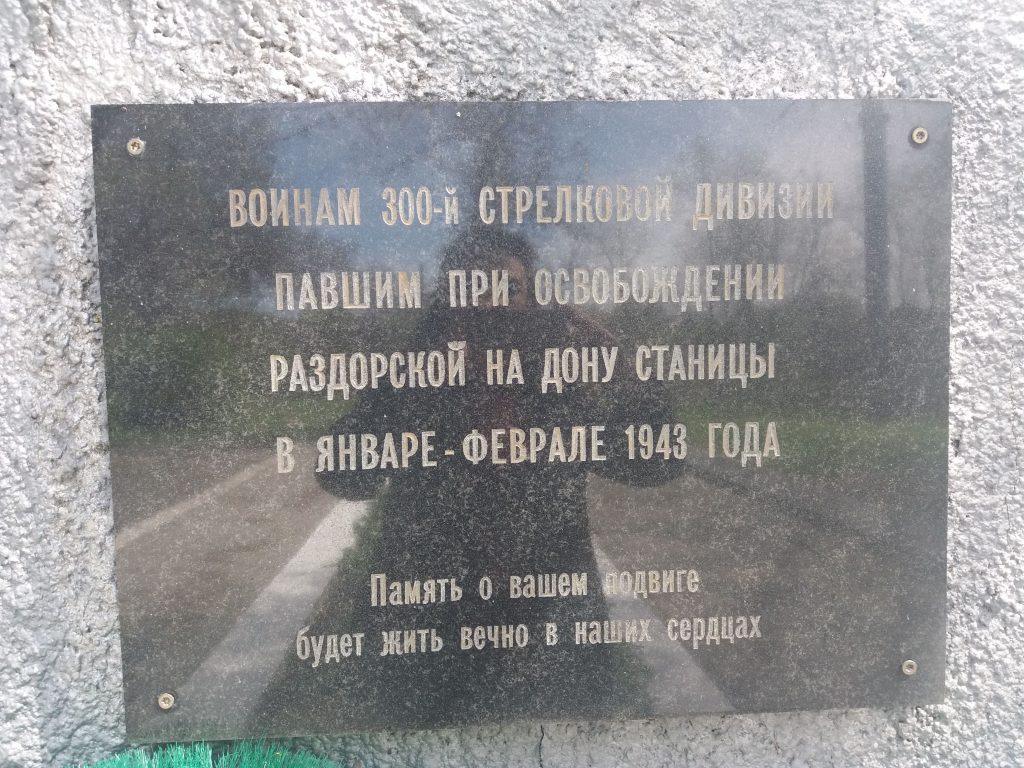 ВОИНАМ 300-й СТРЕЛКОВОЙ ДИВИЗИИ
ПАВШИМ ПРИ ОСВОБОЖДЕНИИ
РАЗДОРСКОЙ НА ДОНУ СТАНИЦЫ
В ЯНВАРЕ - ФЕВРАЛЕ 1943 ГОДА
Память о вашем подвиге
будет жить вечно в наших сердцах